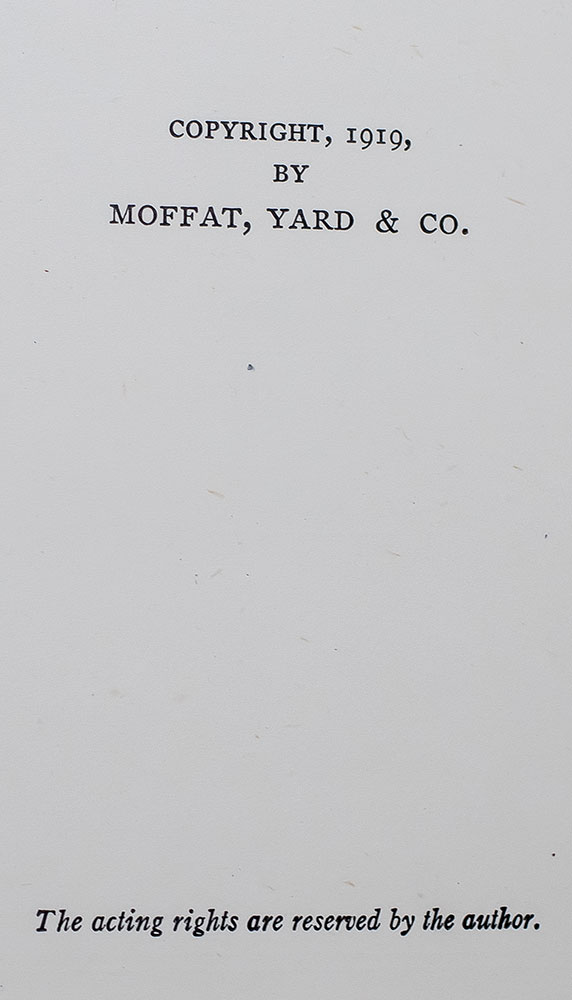 COPYRIGHT, 1919,
BY
MOFFAT, YARD & CO.
The acting rights are reserved by the author.